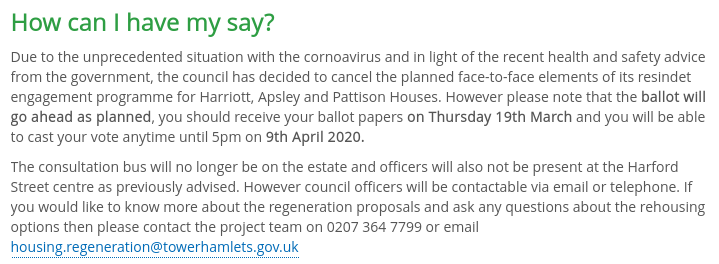 How can I have my say?
Due to the unprecedented situation with the cornoavirus and in light of the recent health and safety advice
from the government, the council has decided to cancel the planned face-to-face elements of its resindet
engagement programme for Harriott, Apsley and Pattison Houses. However please note that the ballot will
go ahead as planned, you should receive your ballot papers on Thursday 19th March and you will be able
to cast your vote anytime until 5pm on 9th April 2020.
The consultation bus will no longer be on the estate and officers will also not be present at the Harford
Street centre as previously advised. However council officers will be contactable via email or telephone. If
you would like to know more about the regeneration proposals and ask any questions about the rehousing
options then please contact the project team on 0207 364 7799 or email
housing.regeneration@towerhamlets.gov.uk